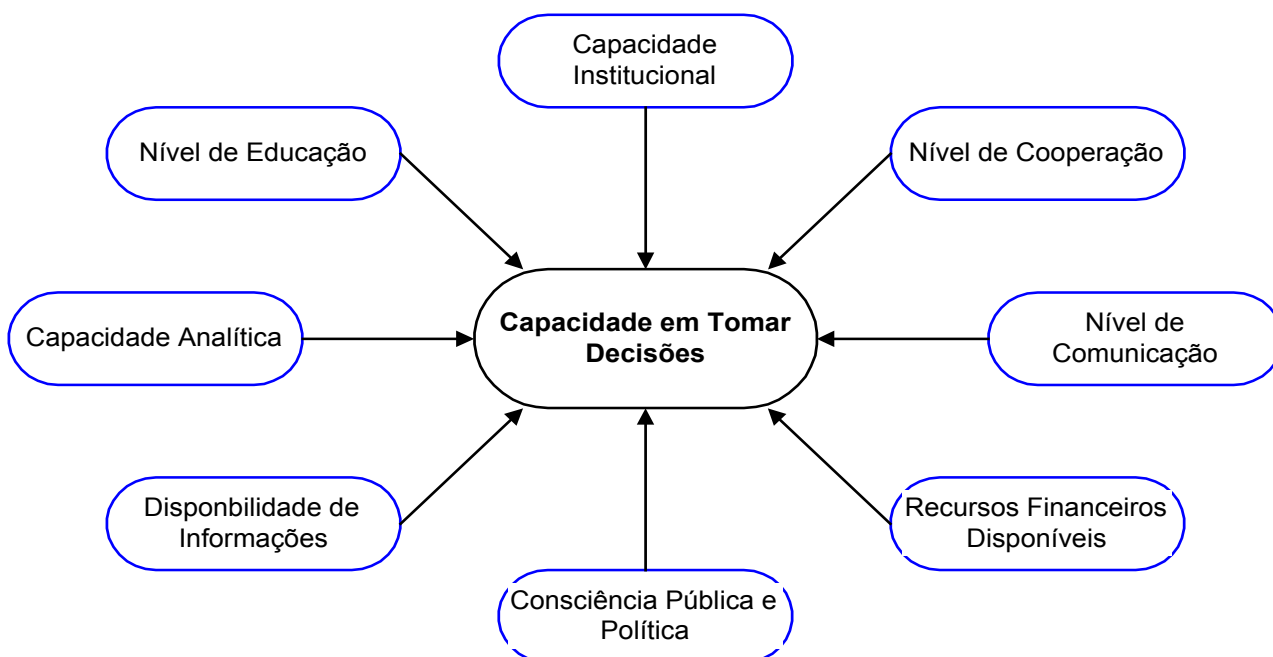 Capacidade
Institucional
Nível de Educação
Nível de Cooperação
Capacidade Analítica
Capacidade em Tomar
Decisões
Nível de
Comunicação
Disponbilidade de
Informações
Recursos Financeiros
Disponíveis
Consciência Pública e
Política